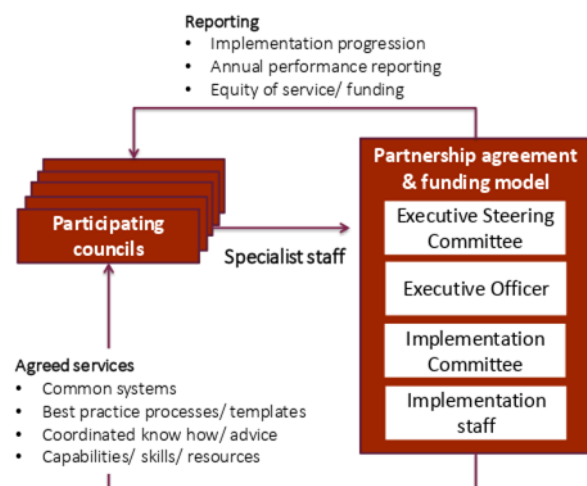 Reporting
• Implementation progression
• Annual performance reporting
• Equity of service/ funding
Partnership agreement
& funding model
Executive Steering
Committee
Executive Officer
Implementation
Committee
Implementation
staff
Participating
councils
Specialist staff
Agreed services
• Common systems
• Best practice processes/ templates
• Coordinated know how/ advice
• Capabilities/ skills/ resources